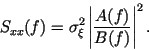 $$S_{xx}(f) = \sigma_{\xi}^{2} \left| \frac{A(f)}{B(f)} \right|^{2}.$$